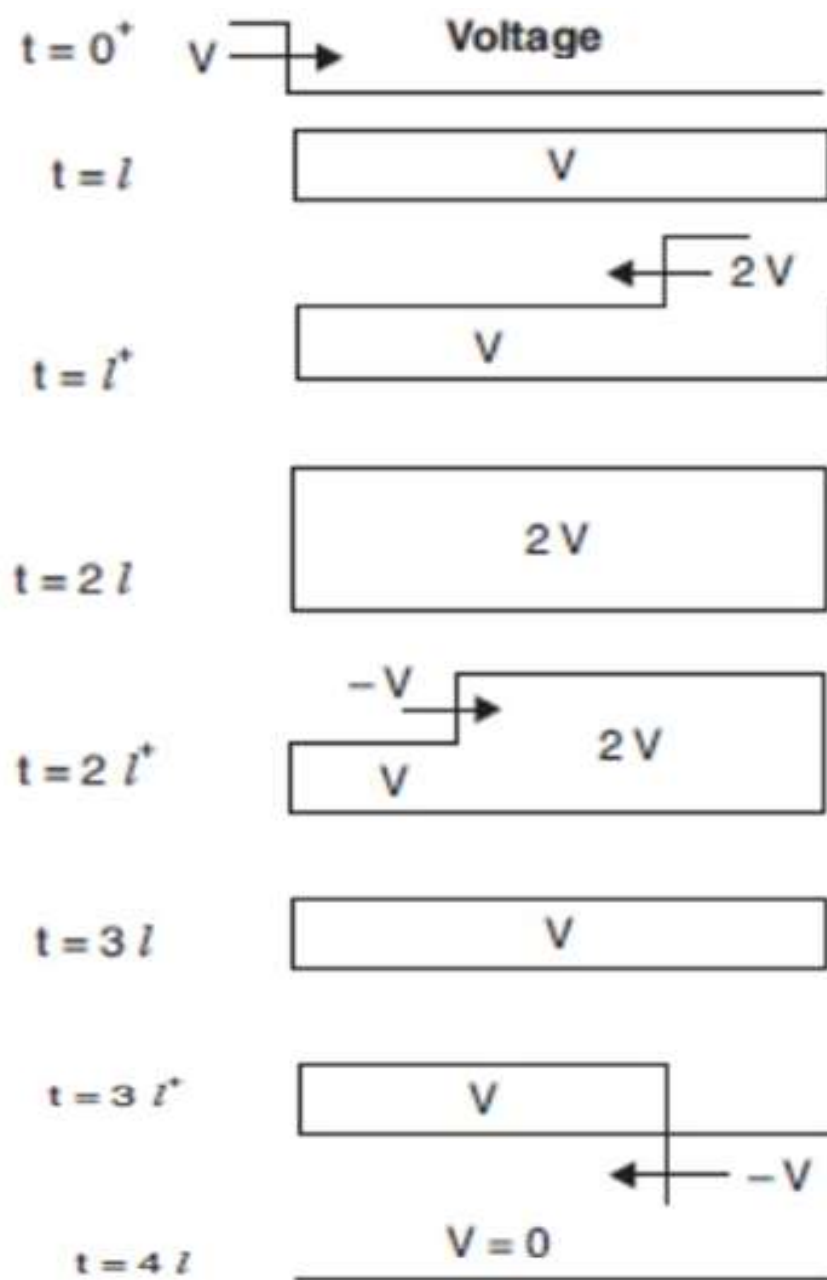 t = 0⁺ V Voltage
t = l V
2 V
t = l⁺ V
2 V
t = 2 l
– V
t = 2 l⁺ V 2 V
t = 3 l V
t = 3 l⁺ V
– V
V = 0
t = 4 l